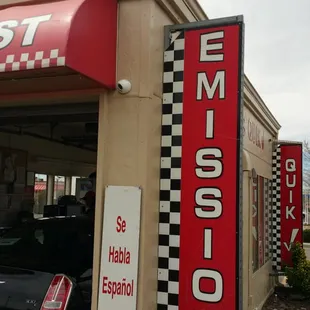 ST
EMISSIO
Se
Habla
Español
QUIK